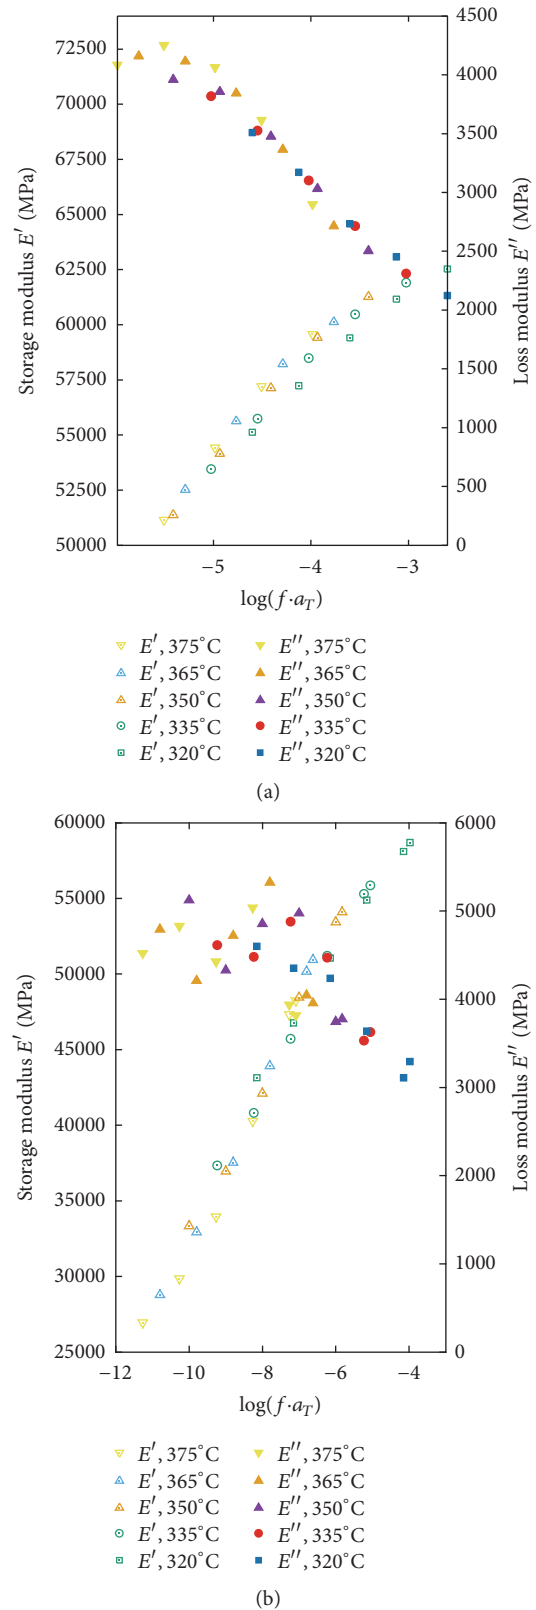 72500
70000
67500
65000
62500
60000
57500
55000
52500
50000
Storage modulus E′ (MPa)
4500
4000
3500
3000
2500
2000
1500
1000
500
0
Loss modulus E′′ (MPa)
−5 −4 −3
log(f·a_T)
E′, 375°C E′′, 375°C
E′, 365°C E′′, 365°C
E′, 350°C E′′, 350°C
E′, 335°C E′′, 335°C
E′, 320°C E′′, 320°C
(a)
60000
55000
50000
45000
40000
35000
30000
25000
Storage modulus E′ (MPa)
6000
5000
4000
3000
2000
1000
0
Loss modulus E′′ (MPa)
−12 −10 −8 −6 −4
log(f·a_T)
E′, 375°C E′′, 375°C
E′, 365°C E′′, 365°C
E′, 350°C E′′, 350°C
E′, 335°C E′′, 335°C
E′, 320°C E′′, 320°C
(b)